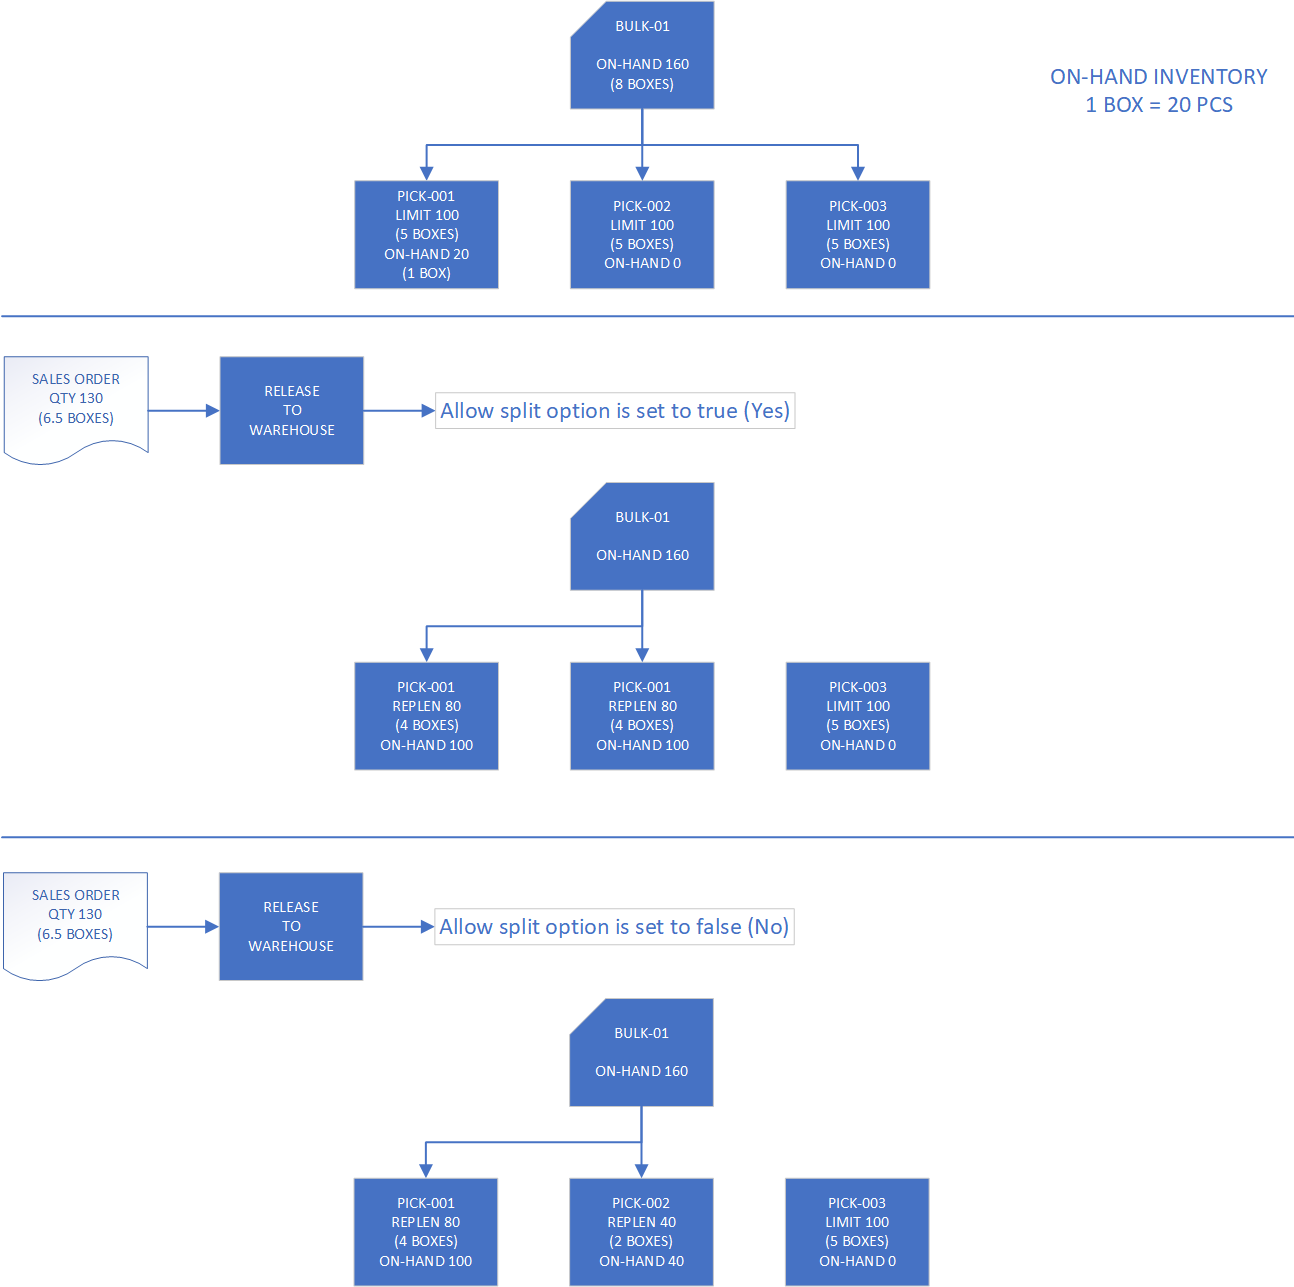 BULK-01
ON-HAND 160
(8 BOXES)
ON-HAND INVENTORY
1 BOX = 20 PCS
PICK-001
LIMIT 100
(5 BOXES)
ON-HAND 20
(1 BOX)
PICK-002
LIMIT 100
(5 BOXES)
ON-HAND 0
PICK-003
LIMIT 100
(5 BOXES)
ON-HAND 0
SALES ORDER
QTY 130
(6.5 BOXES)
RELEASE
TO
WAREHOUSE
Allow split option is set to true (Yes)
BULK-01
ON-HAND 160
PICK-001
REPLEN 80
(4 BOXES)
ON-HAND 100
PICK-001
REPLEN 80
(4 BOXES)
ON-HAND 100
PICK-003
LIMIT 100
(5 BOXES)
ON-HAND 0
SALES ORDER
QTY 130
(6.5 BOXES)
RELEASE
TO
WAREHOUSE
Allow split option is set to false (No)
BULK-01
ON-HAND 160
PICK-001
REPLEN 80
(4 BOXES)
ON-HAND 100
PICK-002
REPLEN 40
(2 BOXES)
ON-HAND 40
PICK-003
LIMIT 100
(5 BOXES)
ON-HAND 0